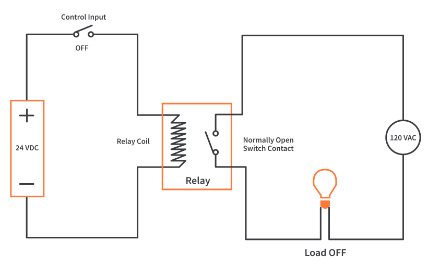 Control Input
OFF
24 VDC
Relay Coil
Relay
Normally Open
Switch Contact
120 VAC
Load OFF